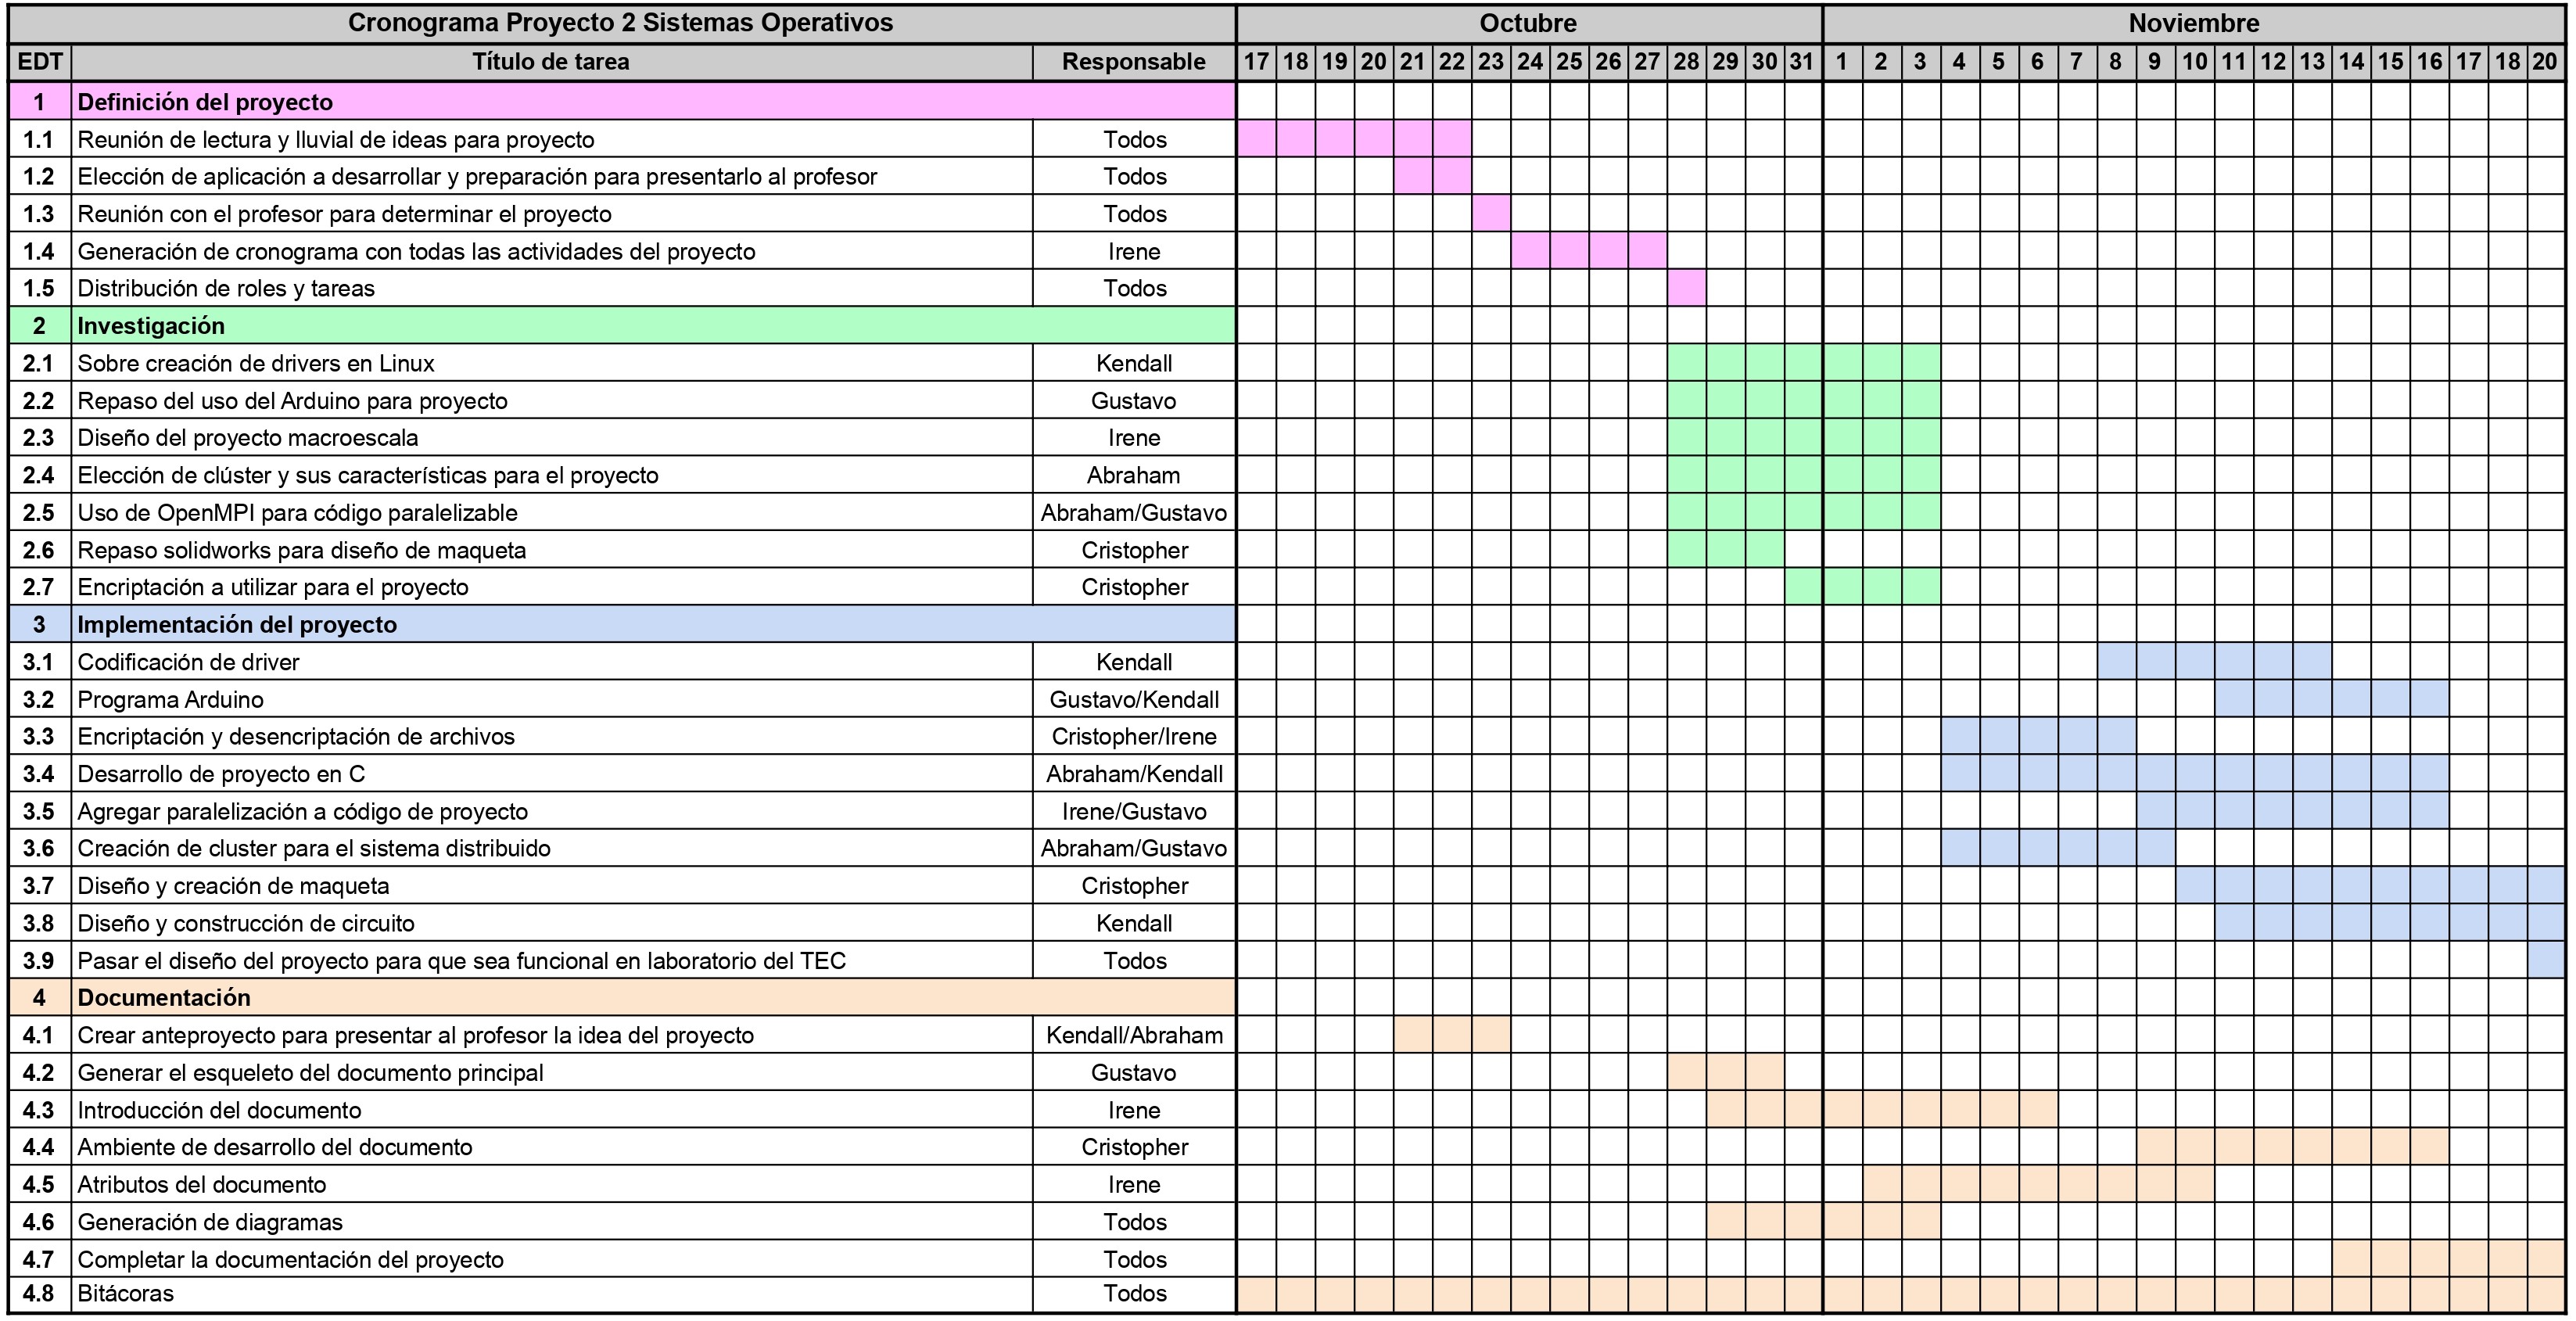 Cronograma Proyecto 2 Sistemas Operativos Octubre Noviembre
EDT Título de tarea Responsable 17 18 19 20 21 22 23 24 25 26 27 28 29 30 31 1 2 3 4 5 6 7 8 9 10 11 12 13 14 15 16 17 18 20
1 Definición del proyecto
1.1 Reunión de lectura y lluvial de ideas para proyecto Todos
1.2 Elección de aplicación a desarrollar y preparación para presentarlo al profesor Todos
1.3 Reunión con el profesor para determinar el proyecto Todos
1.4 Generación de cronograma con todas las actividades del proyecto Irene
1.5 Distribución de roles y tareas Todos
2 Investigación
2.1 Sobre creación de drivers en Linux Kendall
2.2 Repaso del uso del Arduino para proyecto Gustavo
2.3 Diseño del proyecto macroescala Irene
2.4 Elección de clúster y sus características para el proyecto Abraham
2.5 Uso de OpenMPI para código paralelizable Abraham/Gustavo
2.6 Repaso solidworks para diseño de maqueta Cristopher
2.7 Encriptación a utilizar para el proyecto Cristopher
3 Implementación del proyecto
3.1 Codificación de driver Kendall
3.2 Programa Arduino Gustavo/Kendall
3.3 Encriptación y desencriptación de archivos Cristopher/Irene
3.4 Desarrollo de proyecto en C Abraham/Kendall
3.5 Agregar paralelización a código de proyecto Irene/Gustavo
3.6 Creación de cluster para el sistema distribuido Abraham/Gustavo
3.7 Diseño y creación de maqueta Cristopher
3.8 Diseño y construcción de circuito Kendall
3.9 Pasar el diseño del proyecto para que sea funcional en laboratorio del TEC Todos
4 Documentación
4.1 Crear anteproyecto para presentar al profesor la idea del proyecto Kendall/Abraham
4.2 Generar el esqueleto del documento principal Gustavo
4.3 Introducción del documento Irene
4.4 Ambiente de desarrollo del documento Cristopher
4.5 Atributos del documento Irene
4.6 Generación de diagramas Todos
4.7 Completar la documentación del proyecto Todos
4.8 Bitácoras Todos